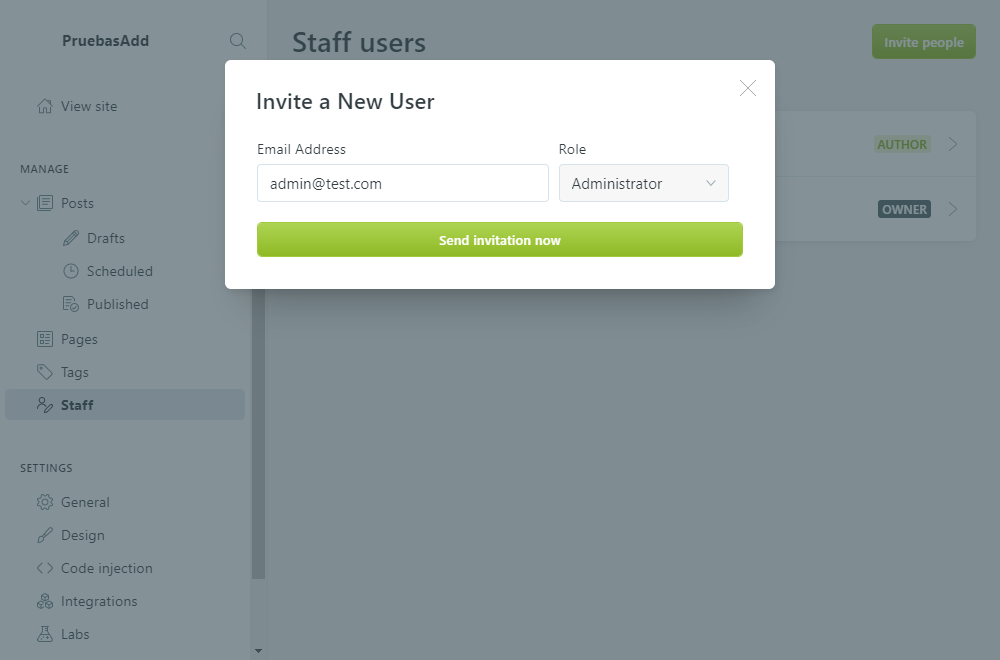 PruebasAdd
Staff users
Invite people
View site
MANAGE
Posts
Drafts
Scheduled
Published
Pages
Tags
Staff
SETTINGS
General
Design
Code injection
Integrations
Labs
AUTHOR
OWNER
Invite a New User
Email Address
Role
admin@test.com
Administrator
Send invitation now